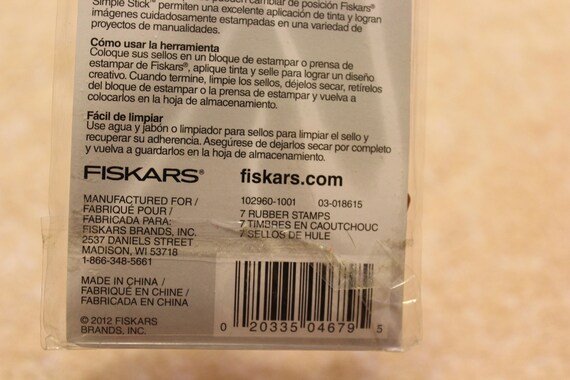 pueden cambiar de posición Fiskars®
Simple Stick™ permiten una excelente aplicación de tinta y logran
imágenes cuidadosamente estampadas en una variedad de
proyectos de manualidades.
Cómo usar la herramienta
Coloque sus sellos en un bloque de estampar o prensa de
estampar de Fiskars®, aplique tinta y selle para lograr un diseño
creativo. Cuando termine, limpie los sellos, déjelos secar, retírelos
del bloque de estampar o la prensa de estampar y vuelva a
colocarlos en la hoja de almacenamiento.
Fácil de limpiar
Use agua y jabón o limpiador para sellos para limpiar el sello y
recuperar su adherencia. Asegúrese de dejarlos secar por completo
y vuelva a guardarlos en la hoja de almacenamiento.
FISKARS® fiskars.com
MANUFACTURED FOR /
FABRIQUÉ POUR /
FABRICADA PARA:
FISKARS BRANDS, INC.
2537 DANIELS STREET
MADISON, WI 53718
1-866-348-5661
MADE IN CHINA /
FABRIQUÉ EN CHINE /
FABRICADA EN CHINA
© 2012 FISKARS
BRANDS, INC.
102960-1001 03-018615
7 RUBBER STAMPS
7 TIMBRES EN CAOUTCHOUC
7 SELLOS DE HULE
0 20335 04679 5